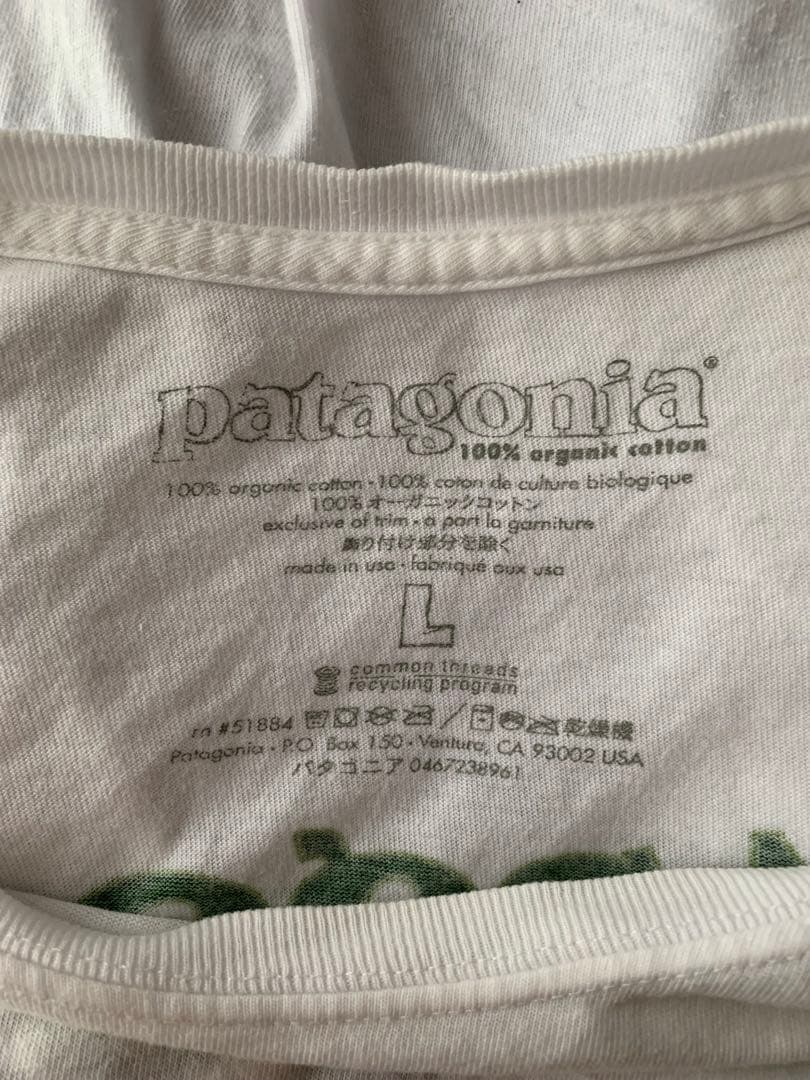 patagonia®
100% organic cotton
100% organic cotton · 100% coton de culture biologique
100% オーガニックコットン
exclusive of trim · a part la garniture
飾り付け部分を除く
made in usa · fabriqué aux usa
L
common threads
recycling program
rn #51884 乾燥機
Patagonia · P.O. Box 150 · Ventura, CA 93002 USA
パタゴニア 0467238961